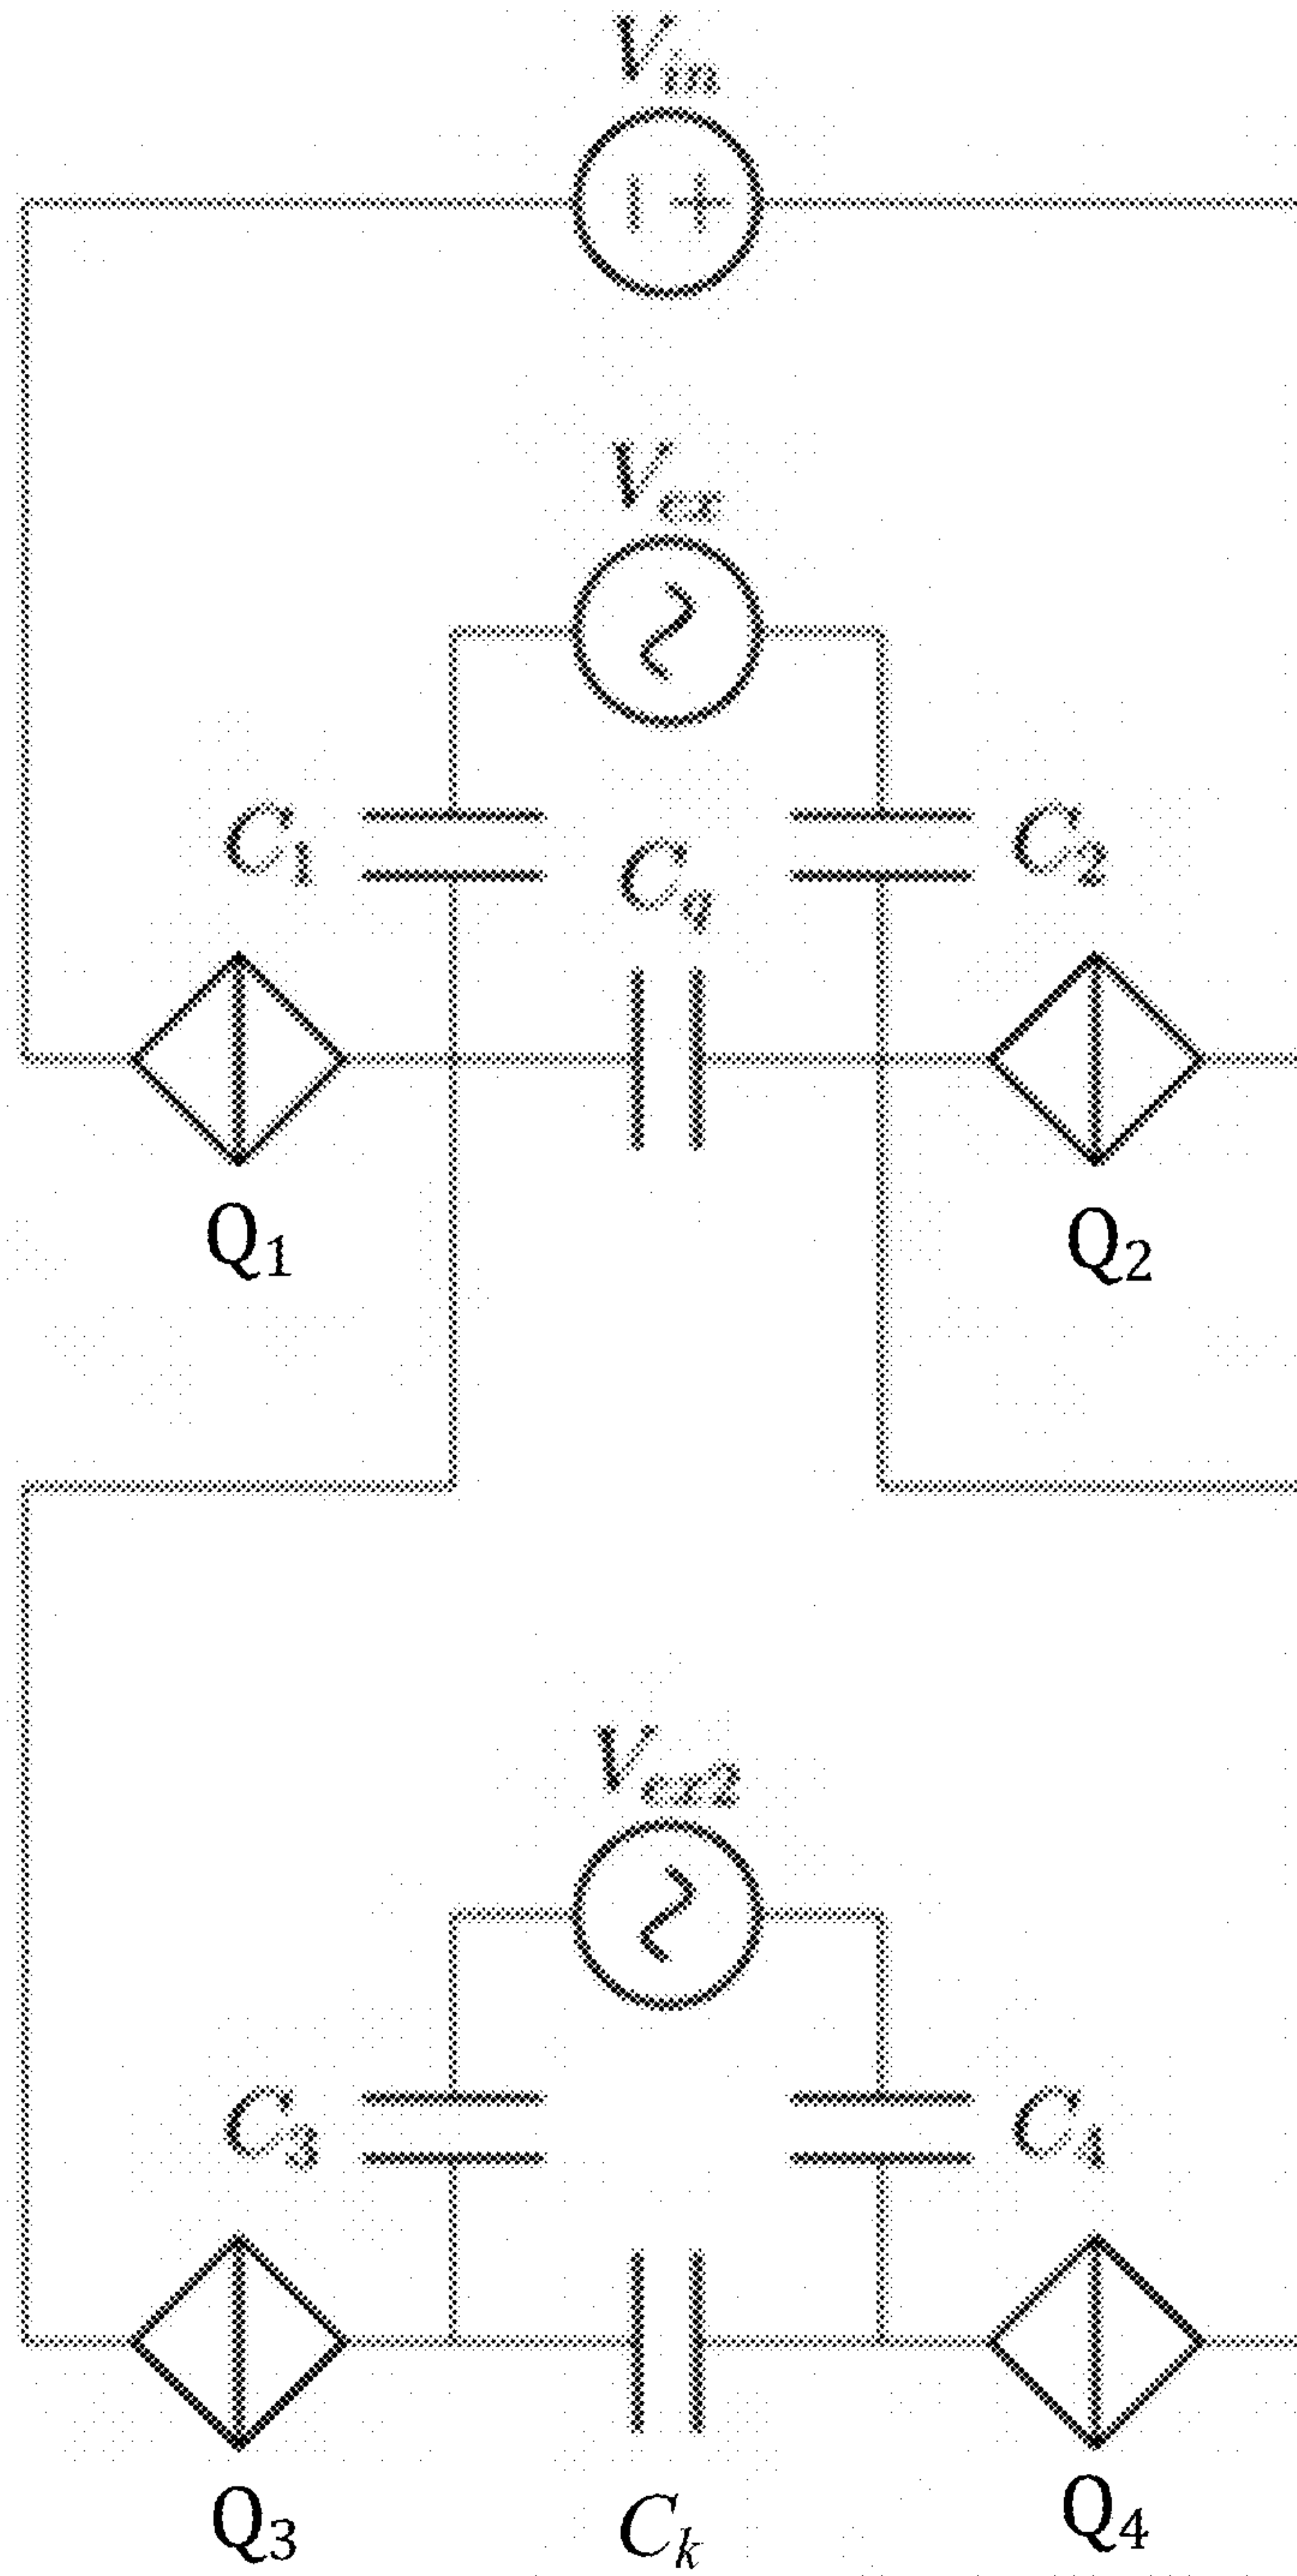 V_in
V_ex
C_1
C_q
C_2
Q_1
Q_2
V_ex2
C_3
C_4
Q_3
C_k
Q_4